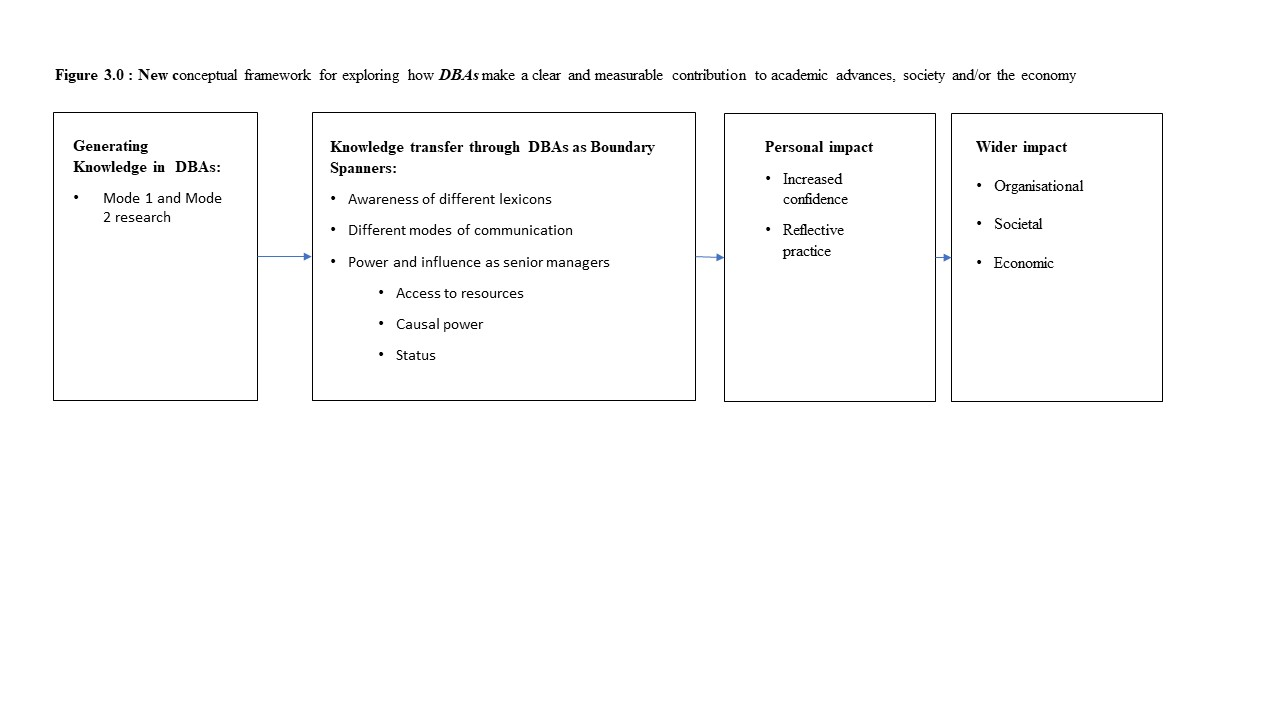 Figure 3.0 : New conceptual framework for exploring how DBAs make a clear and measurable contribution to academic advances, society and/or the economy
Generating
Knowledge in DBAs:
• Mode 1 and Mode
2 research
Knowledge transfer through DBAs as Boundary
Spanners:
• Awareness of different lexicons
• Different modes of communication
• Power and influence as senior managers
• Access to resources
• Causal power
• Status
Personal impact
• Increased
confidence
• Reflective
practice
Wider impact
• Organisational
• Societal
• Economic